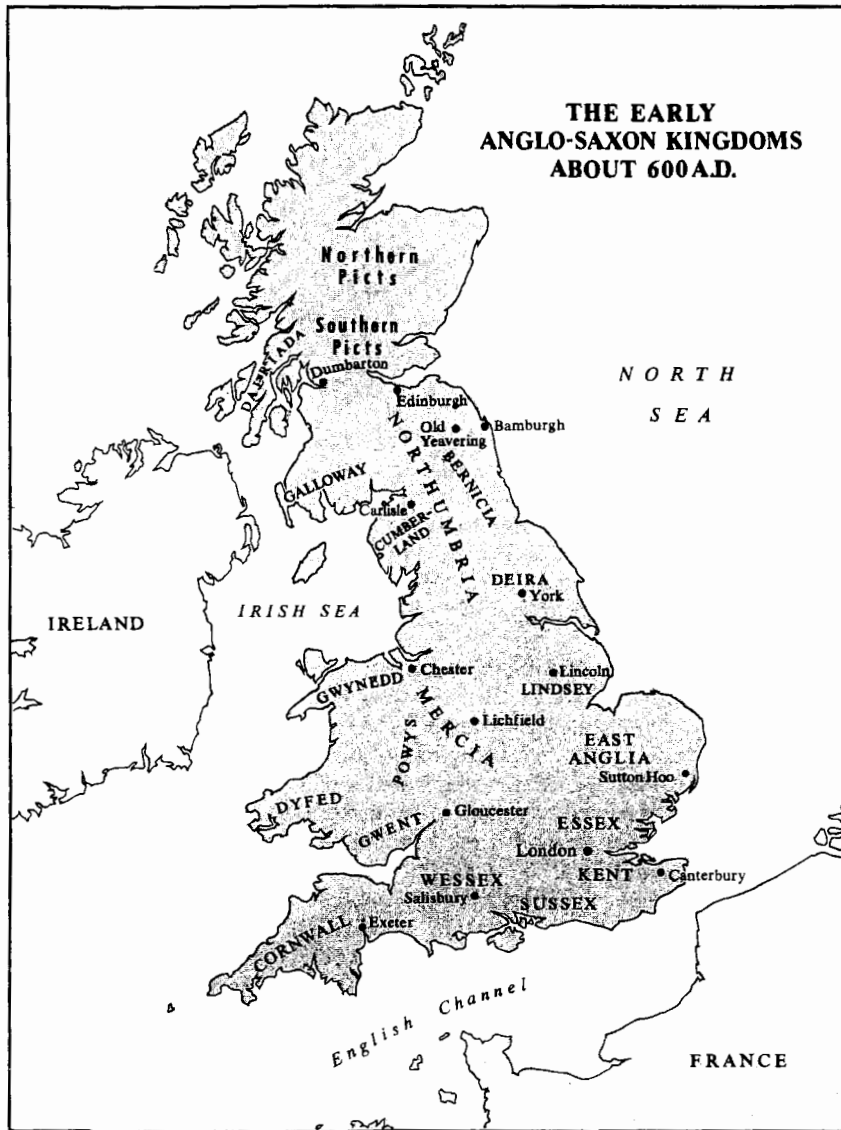 THE EARLY
ANGLO-SAXON KINGDOMS
ABOUT 600 A.D.
Northern
Picts
Southern
Picts
DALRIADA
Dumbarton
Edinburgh
NORTH
SEA
Old
Yeavering
Bamburgh
NORTHUMBRIA
BERNICIA
GALLOWAY
Carlisle
CUMBER-
LAND
DEIRA
York
IRELAND
IRISH SEA
Chester
Lincoln
LINDSEY
GWYNEDD
MERCIA
Lichfield
POWYS
EAST
ANGLIA
Sutton Hoo
DYFED
GWENT
Gloucester
ESSEX
London
KENT
Canterbury
WESSEX
Salisbury
SUSSEX
CORNWALL
Exeter
English Channel
FRANCE